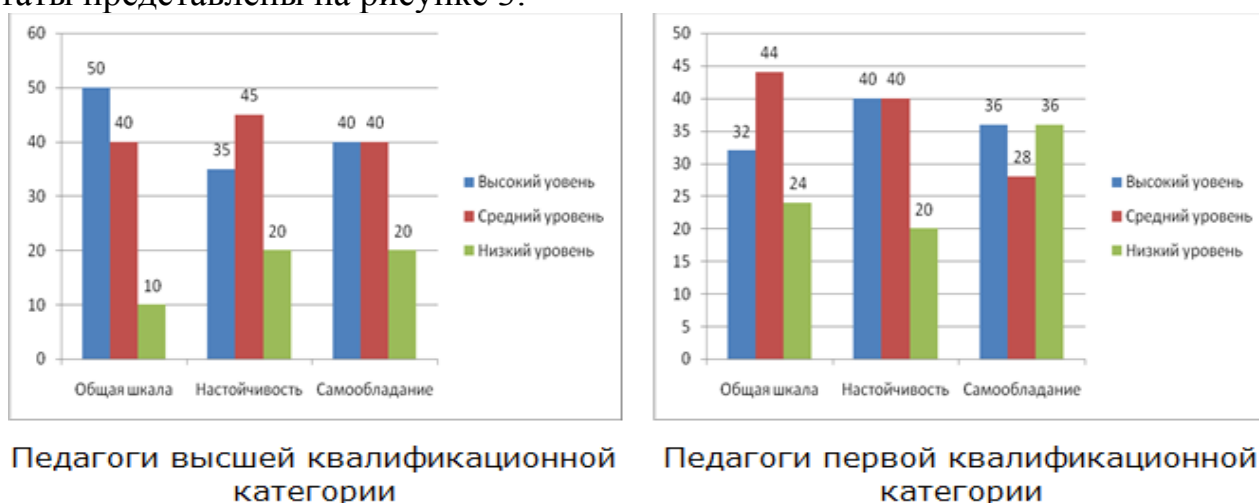 таты представлены на рисунке
60
50
40
30
20
10
0
50
40
10
35
45
20
40 40
20
Общая шкала Настойчивость Самообладание
Высокий уовень
Средний уровень
Низкий уровень
Педагоги высшей квалификационной
категории
50
45
40
35
30
25
20
15
10
5
0
32
44
24
40 40
20
36
28
36
Общая шкала Настойчивость Самообладание
Высокий уовень
Средний уровень
Низкий уровень
Педагоги первой квалификационной
категории